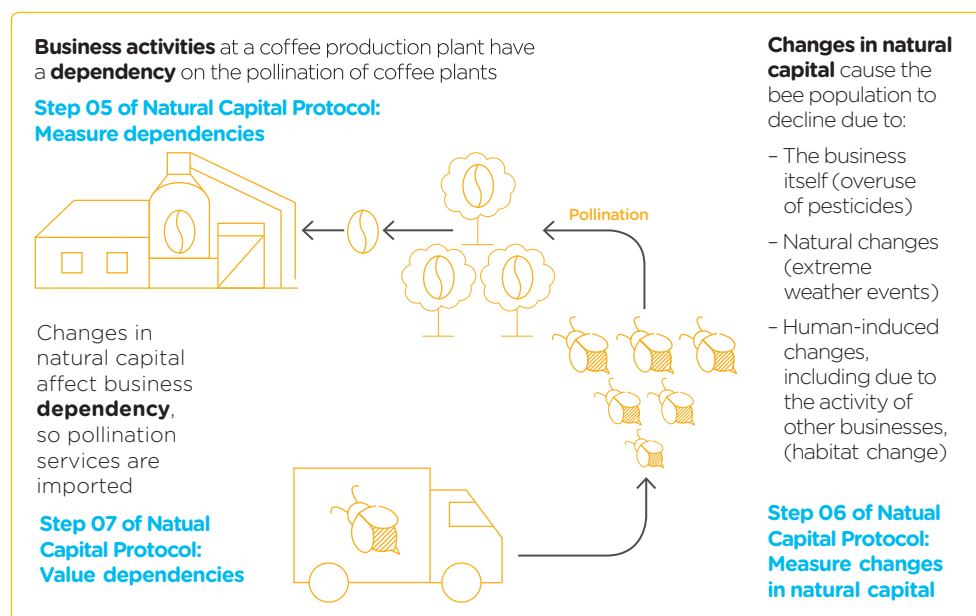 Business activities at a coffee production plant have
a dependency on the pollination of coffee plants
Step 05 of Natural Capital Protocol:
Measure dependencies
Pollination
Changes in
natural capital
affect business
dependency,
so pollination
services are
imported
Step 07 of Natual
Capital Protocol:
Value dependencies
Changes in natural
capital cause the
bee population to
decline due to:
– The business
itself (overuse
of pesticides)
– Natural changes
(extreme
weather events)
– Human-induced
changes,
including due to
the activity of
other businesses,
(habitat change)
Step 06 of Natual
Capital Protocol:
Measure changes
in natural capital